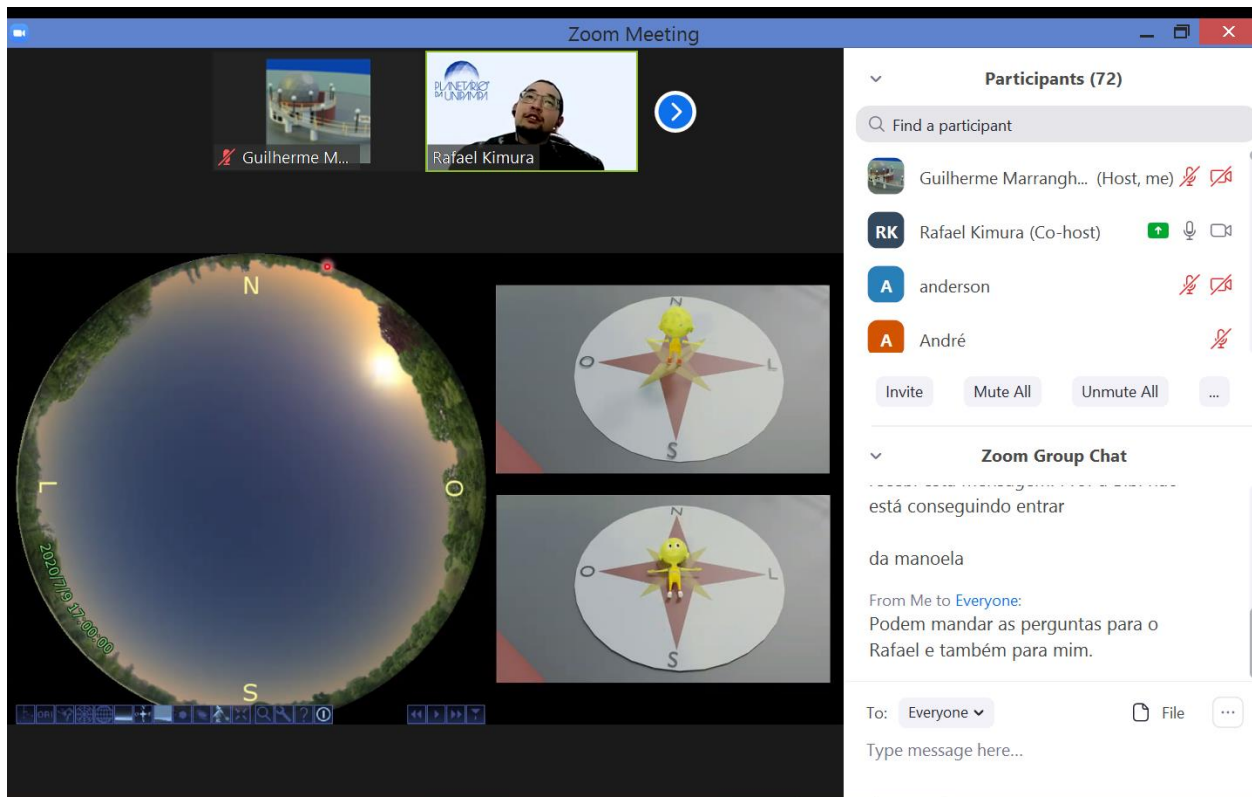 Zoom Meeting
PLANETÁRIO
DA UNIPAMPA
Guilherme M...
Rafael Kimura
N
L
O
S
2020/7/9 17:00:00
N
O
L
S
N
O
L
S
Participants (72)
Find a participant
Guilherme Marrangh... (Host, me)
RK
Rafael Kimura (Co-host)
A
anderson
A
André
Invite
Mute All
Unmute All
...
Zoom Group Chat
está conseguindo entrar
da manoela
From Me to Everyone:
Podem mandar as perguntas para o
Rafael e também para mim.
To: Everyone
File
...
Type message here...